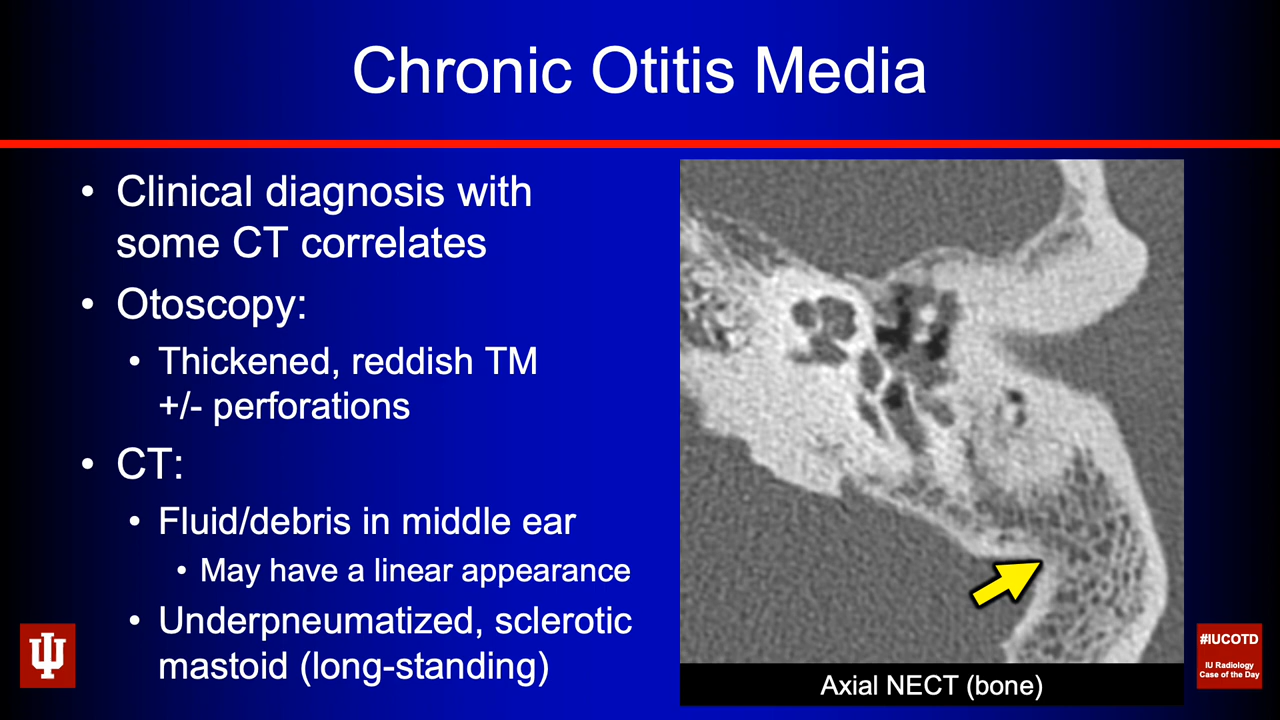 Chronic Otitis Media
• Clinical diagnosis with
some CT correlates
• Otoscopy:
• Thickened, reddish TM
+/- perforations
• CT:
• Fluid/debris in middle ear
• May have a linear appearance
• Underpneumatized, sclerotic
mastoid (long-standing)
Axial NECT (bone)
#IUCOTD
IU Radiology
Case of the Day